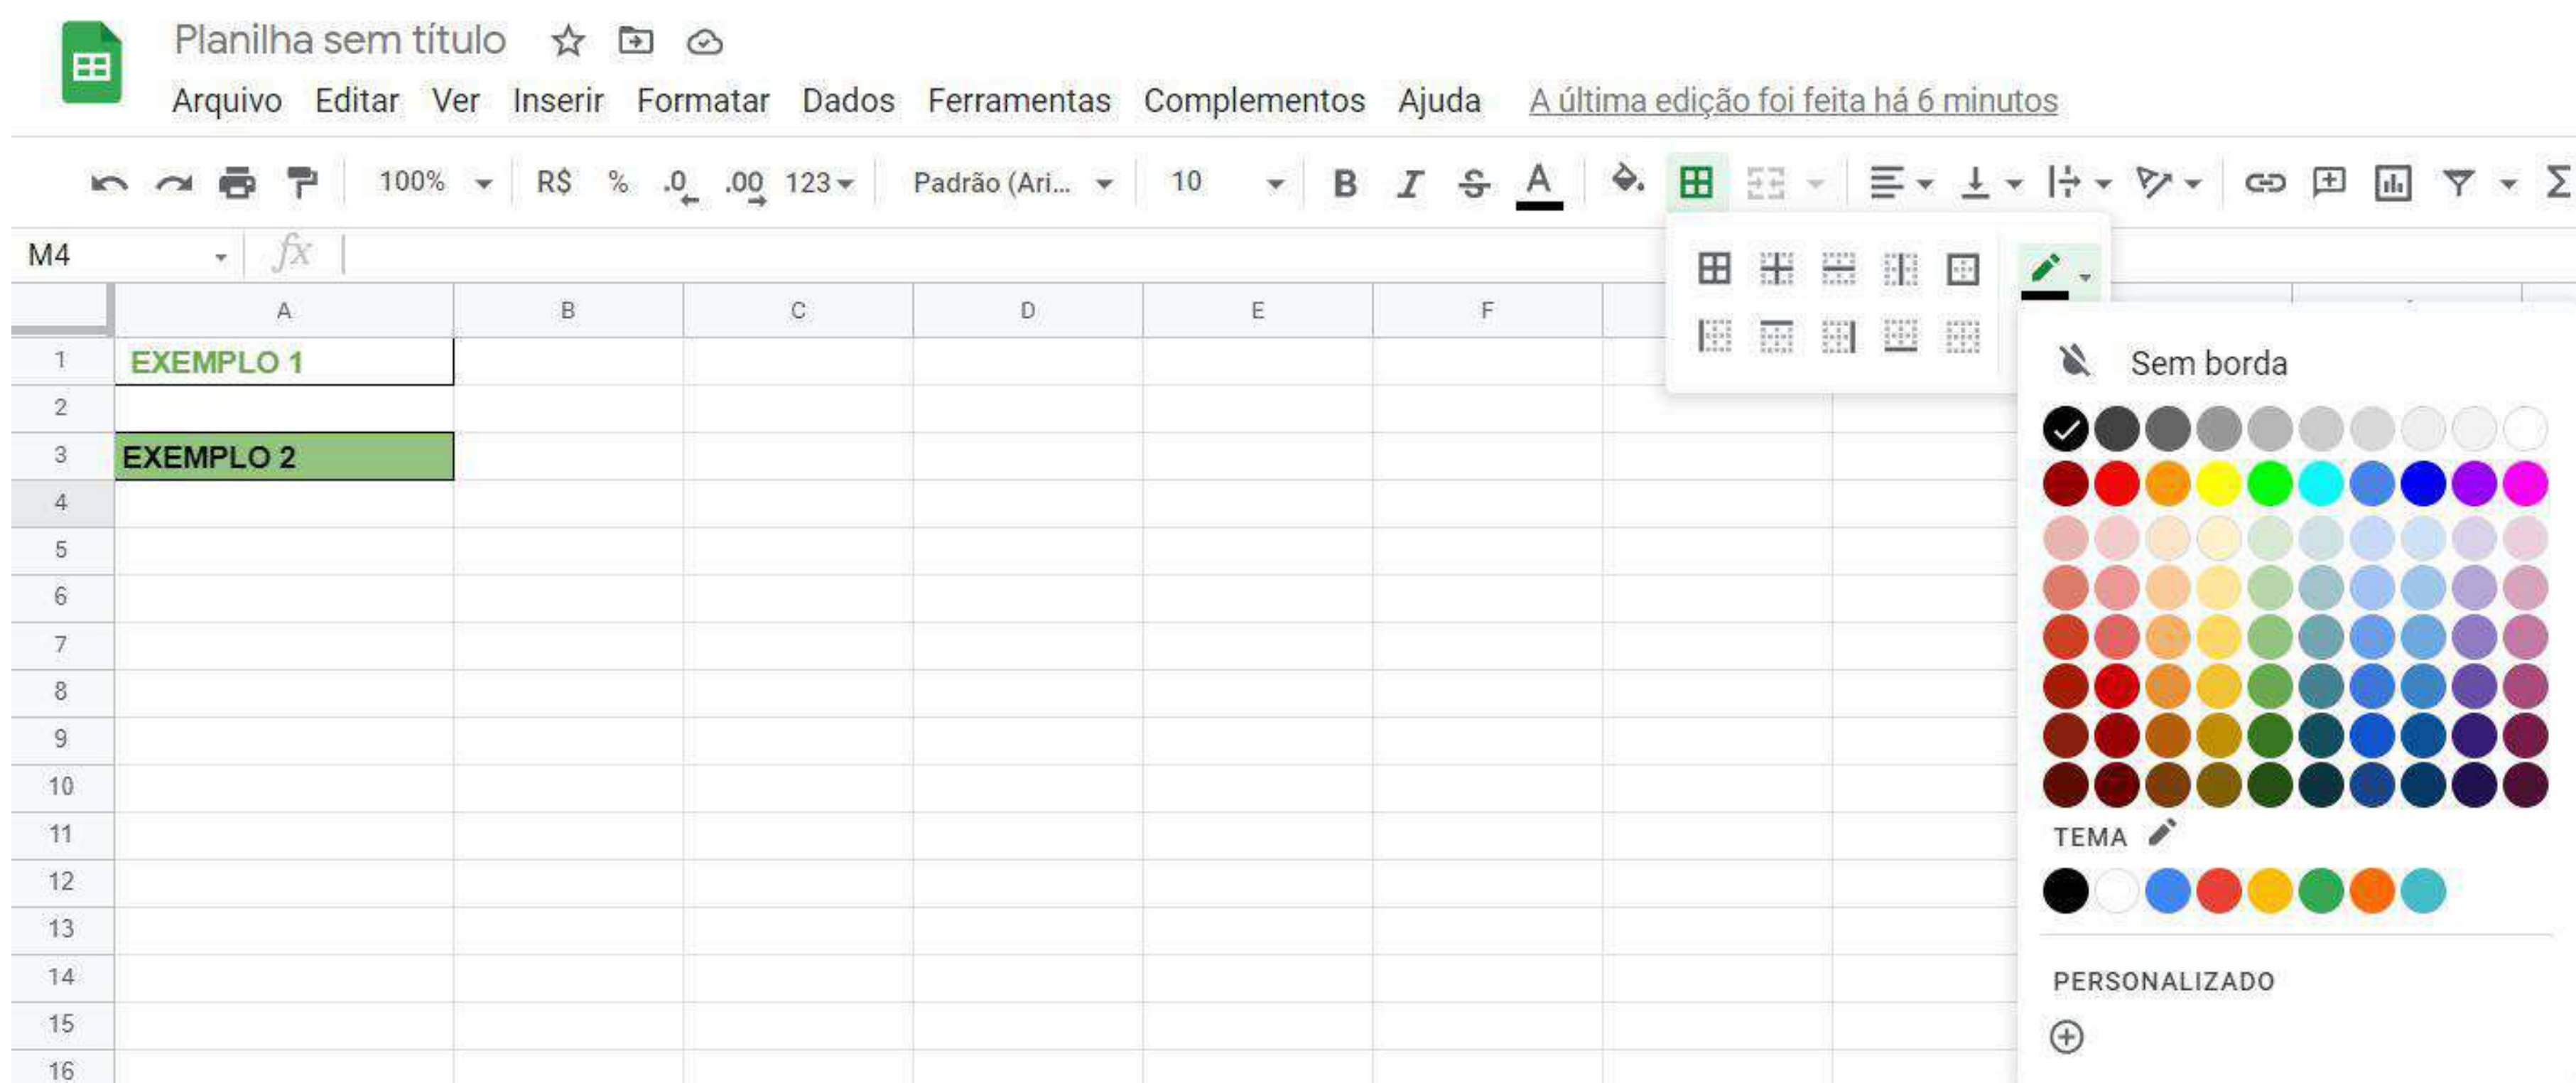 Planilha sem título
Arquivo Editar Ver Inserir Formatar Dados Ferramentas Complementos Ajuda A última edição foi feita há 6 minutos
100% R$ % .0 .00 123 Padrão (Ari... 10 B I S A Σ
M4 fx
A B C D E F
1 EXEMPLO 1
2
3 EXEMPLO 2
4
5
6
7
8
9
10
11
12
13
14
15
16
Sem borda
TEMA
PERSONALIZADO